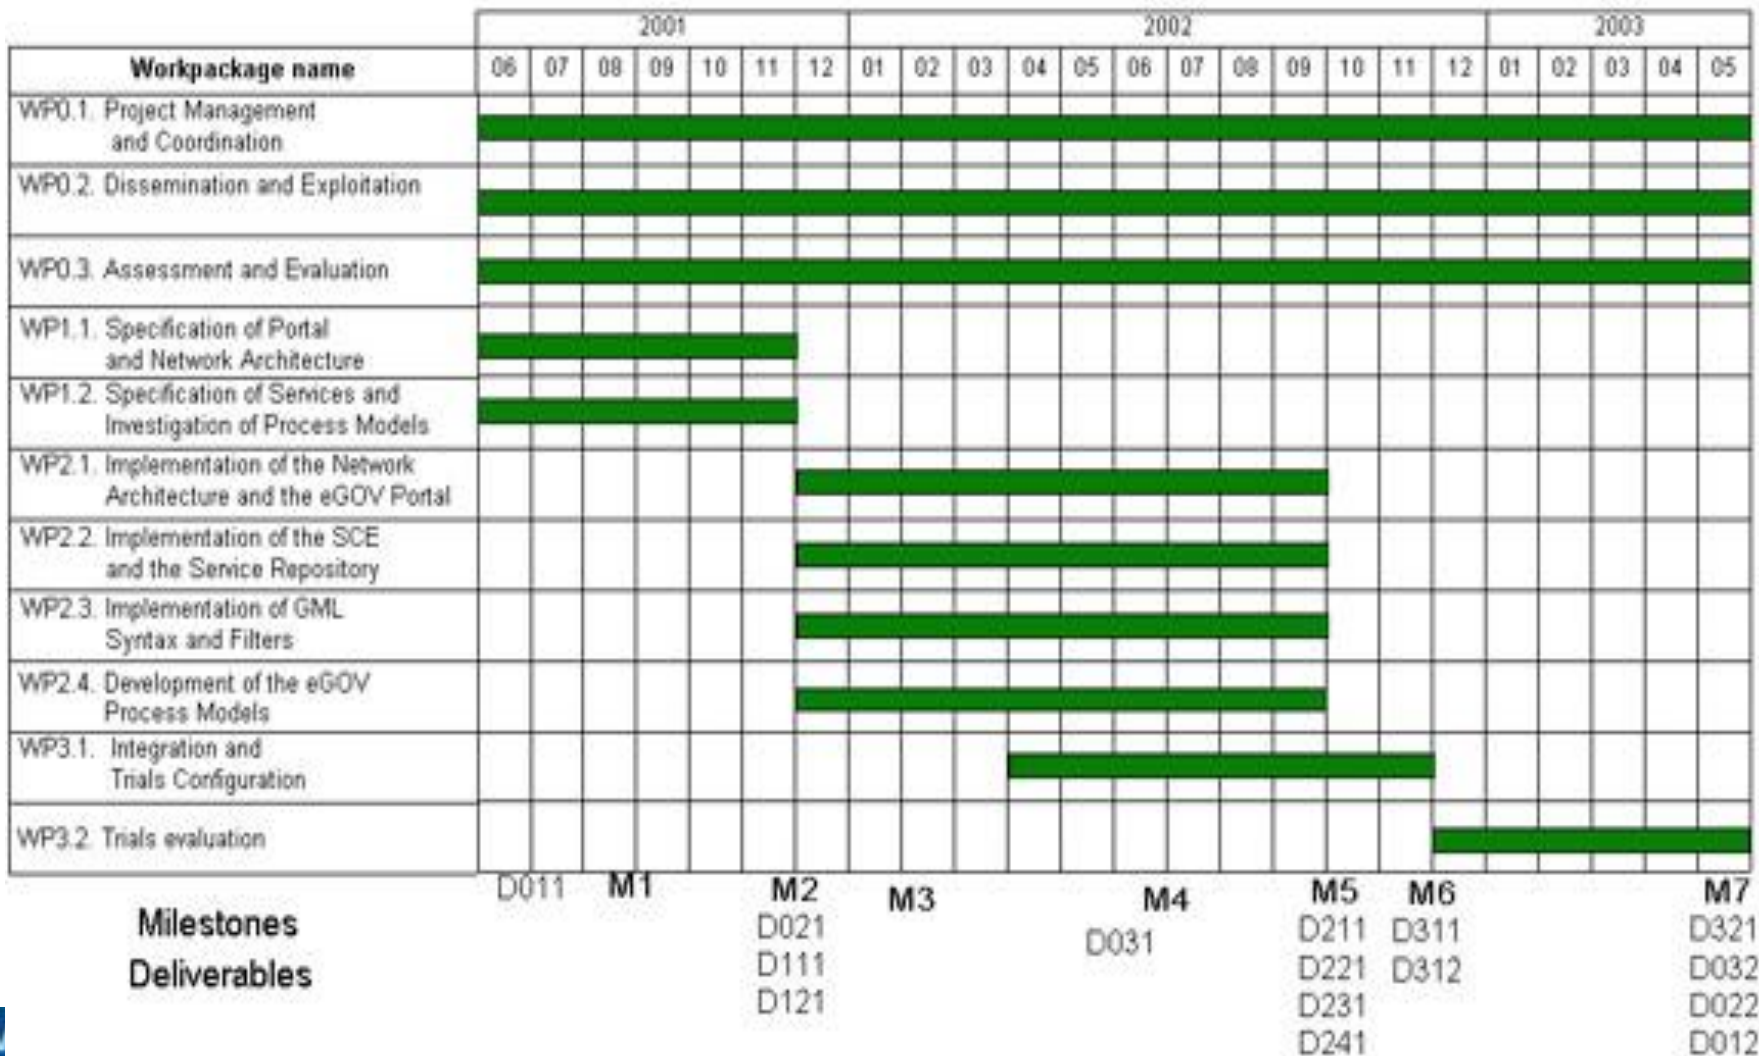 2001 2002 2003
Workpackage name 06 07 08 09 10 11 12 01 02 03 04 05 06 07 08 09 10 11 12 01 02 03 04 05
WP0.1. Project Management
and Coordination
WP0.2. Dissemination and Exploitation
WP0.3. Assessment and Evaluation
WP1.1. Specification of Portal
and Network Architecture
WP1.2. Specification of Services and
Investigation of Process Models
WP2.1. Implementation of the Network
Architecture and the eGOV Portal
WP2.2. Implementation of the SCE
and the Service Repository
WP2.3. Implementation of GML
Syntax and Filters
WP2.4. Development of the eGOV
Process Models
WP3.1. Integration and
Trials Configuration
WP3.2. Trials evaluation
D011 M1 M2 M3 M4 M5 M6 M7
Milestones D021 D031 D211 D311 D321
Deliverables D111 D221 D312 D032
D121 D231 D022
D241 D012